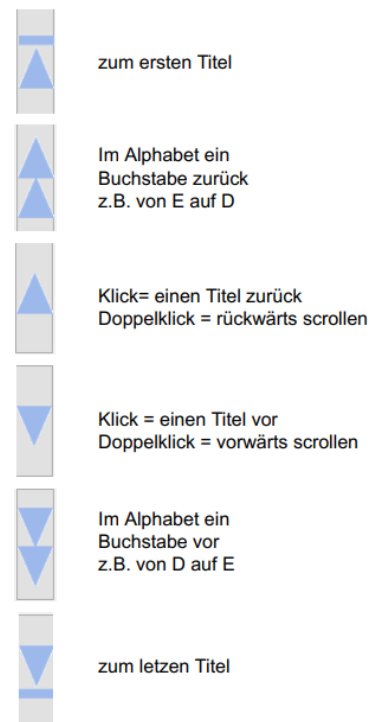 zum ersten Titel
Im Alphabet ein
Buchstabe zurück
z.B. von E auf D
Klick= einen Titel zurück
Doppelklick = rückwärts scrollen
Klick = einen Titel vor
Doppelklick = vorwärts scrollen
Im Alphabet ein
Buchstabe vor
z.B. von D auf E
zum letzen Titel